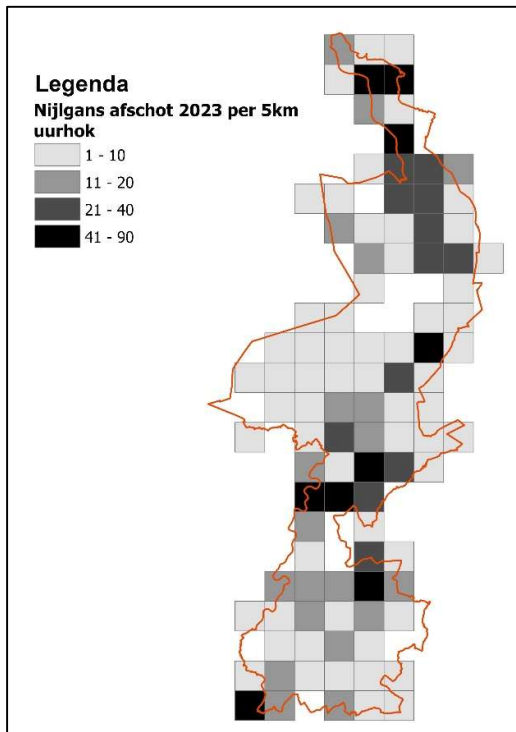 Legenda
Nijlgans afschot 2023 per 5km
uurhok
1 - 10
11 - 20
21 - 40
41 - 90